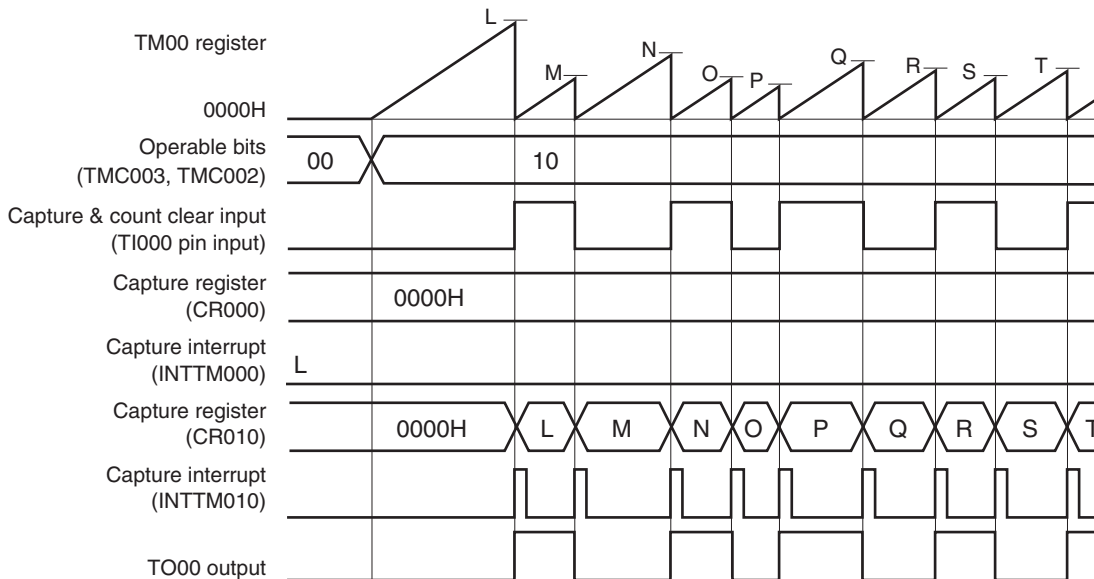 TM00 register
0000H
L
M
N
O
P
Q
R
S
T
Operable bits
(TMC003, TMC002)
00
10
Capture & count clear input
(TI000 pin input)
Capture register
(CR000)
0000H
Capture interrupt
(INTTM000)
L
Capture register
(CR010)
0000H
L
M
N
O
P
Q
R
S
T
Capture interrupt
(INTTM010)
TO00 output